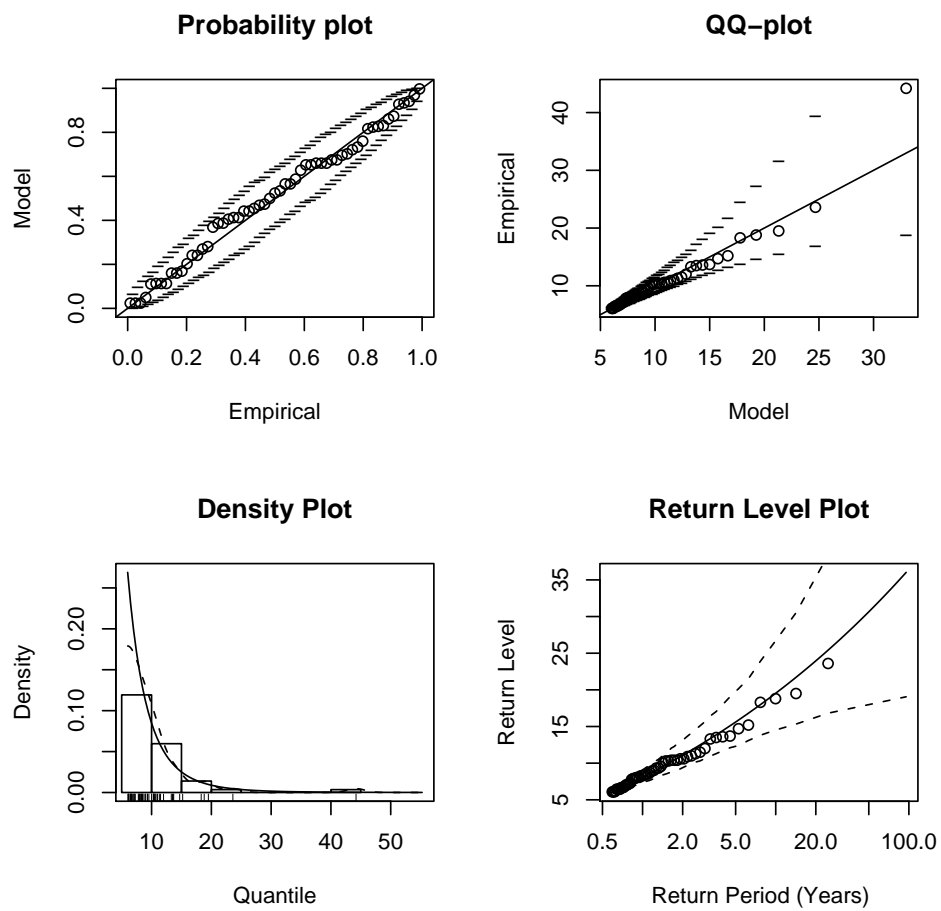 Probability plot
Model
0.0 0.4 0.8
0.0 0.2 0.4 0.6 0.8 1.0
Empirical
QQ−plot
Empirical
10 20 30 40
5 10 15 20 25 30
Model
Density Plot
Density
0.00 0.10 0.20
10 20 30 40 50
Quantile
Return Level Plot
Return Level
5 15 25 35
0.5 2.0 5.0 20.0 100.0
Return Period (Years)